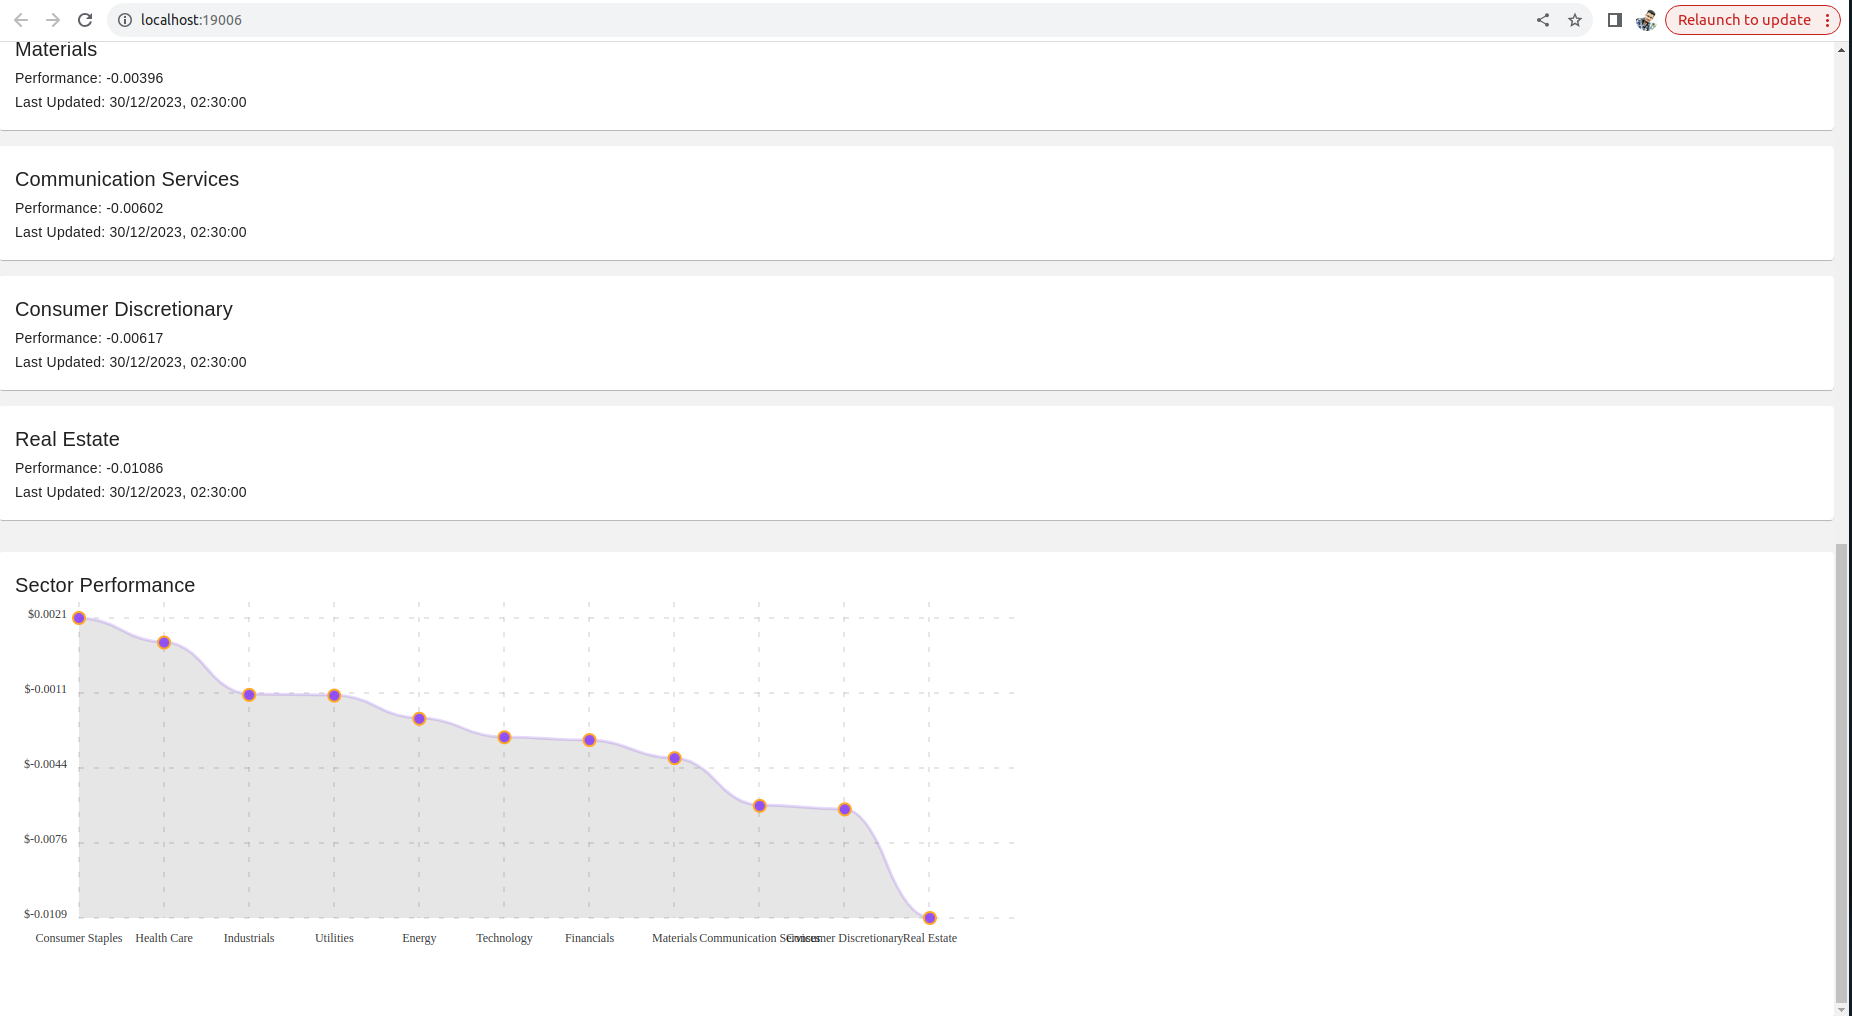 localhost:19006
Relaunch to update
Materials
Performance: -0.00396
Last Updated: 30/12/2023, 02:30:00
Communication Services
Performance: -0.00602
Last Updated: 30/12/2023, 02:30:00
Consumer Discretionary
Performance: -0.00617
Last Updated: 30/12/2023, 02:30:00
Real Estate
Performance: -0.01086
Last Updated: 30/12/2023, 02:30:00
Sector Performance
$0.0021
$-0.0011
$-0.0044
$-0.0076
$-0.0109
Consumer Staples Health Care Industrials Utilities Energy Technology Financials Materials Communication Services Consumer Discretionary Real Estate